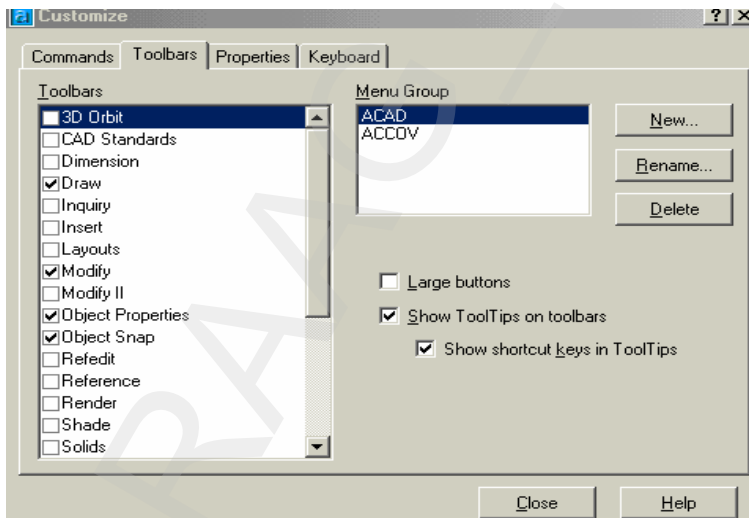 Customize
Commands Toolbars Properties Keyboard
Toolbars
3D Orbit
CAD Standards
Dimension
Draw
Inquiry
Insert
Layouts
Modify
Modify II
Object Properties
Object Snap
Refedit
Reference
Render
Shade
Solids
Menu Group
ACAD
ACCOV
New...
Rename...
Delete
Large buttons
Show ToolTips on toolbars
Show shortcut keys in ToolTips
Close
Help